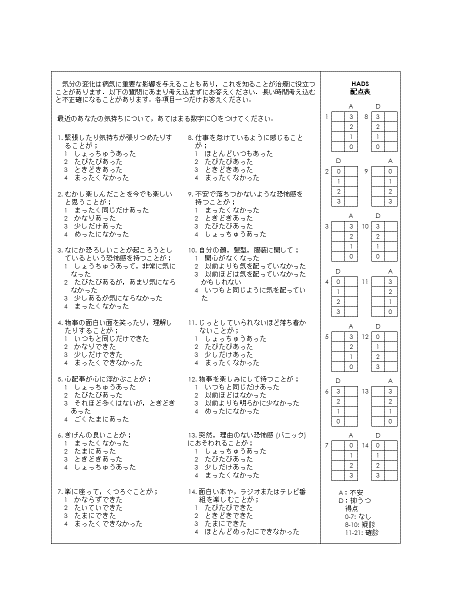 気分の変化は病気に重要な影響を与えることもあり，これを知ることが治療に役立つ
ことがあります．以下の質問にあまり考え込まずにお答えください．長い時間考え込む
と不正確になることがあります．各項目一つだけお答えください．
最近のあなたの気持ちについて，あてはまる数字に○をつけてください．
1. 緊張したり気持ちが張りつめたりす
ることが；
1 しょっちゅうあった
2 たびたびあった
3 ときどきあった
4 まったくなかった
2. むかし楽しんだことを今でも楽しい
と思うことが；
1 まったく同じだけあった
2 かなりあった
3 少しだけあった
4 めったになかった
3. なにか恐ろしいことが起ころうとし
ているという恐怖感を持つことが；
1 しょっちゅうあって，非常に気に
なった
2 たびたびあるが，あまり気になら
なかった
3 少しあるが気にならなかった
4 まったくなかった
4. 物事の面白い面を笑ったり，理解し
たりすることが；
1 いつもと同じだけできた
2 かなりできた
3 少しだけできた
4 まったくできなかった
5. 心配事が心に浮かぶことが；
1 しょっちゅうあった
2 たびたびあった
3 それほど多くはないが，ときどき
あった
4 ごくたまにあった
6. きげんの良いことが；
1 まったくなかった
2 たまにあった
3 ときどきあった
4 しょっちゅうあった
7. 楽に座って，くつろぐことが；
1 かならずできた
2 たいていできた
3 たまにできた
4 まったくできなかった
8. 仕事を怠けているように感じること
が；
1 ほとんどいつもあった
2 たびたびあった
3 ときどきあった
4 まったくなかった
9. 不安で落ちつかないような恐怖感を
持つことが；
1 まったくなかった
2 ときどきあった
3 たびたびあった
4 しょっちゅうあった
10. 自分の顔，髪型，服装に関して；
1 関心がなくなった
2 以前よりも気を配っていなかった
3 以前ほどは気を配っていなかった
かもしれない
4 いつもと同じように気を配ってい
た
11. じっとしていられないほど落ち着か
ないことが；
1 しょっちゅうあった
2 たびたびあった
3 少しだけあった
4 まったくなかった
12. 物事を楽しみにして待つことが；
1 いつもと同じだけあった
2 以前ほどはなかった
3 以前よりも明らかに少なかった
4 めったになかった
13. 突然，理由のない恐怖感 (パニック)
におそわれることが；
1 しょっちゅうあった
2 たびたびあった
3 少しだけあった
4 まったくなかった
14. 面白い本や，ラジオまたはテレビ番
組を楽しむことが；
1 たびたびできた
2 ときどきできた
3 たまにできた
4 ほとんどめったにできなかった
HADS
配点表
A D
1 3 8 3
2 2
1 1
0 0
D A
2 0 9 0
1 1
2 2
3 3
A D
3 3 10 3
2 2
1 1
0 0
D A
4 0 11 3
1 2
2 1
3 0
A D
5 3 12 0
2 1
1 2
0 3
D A
6 3 13 3
2 2
1 1
0 0
A D
7 0 14 0
1 1
2 2
3 3
A：不安
D：抑うつ
得点
0-7: なし
8-10: 疑診
11-21: 確診